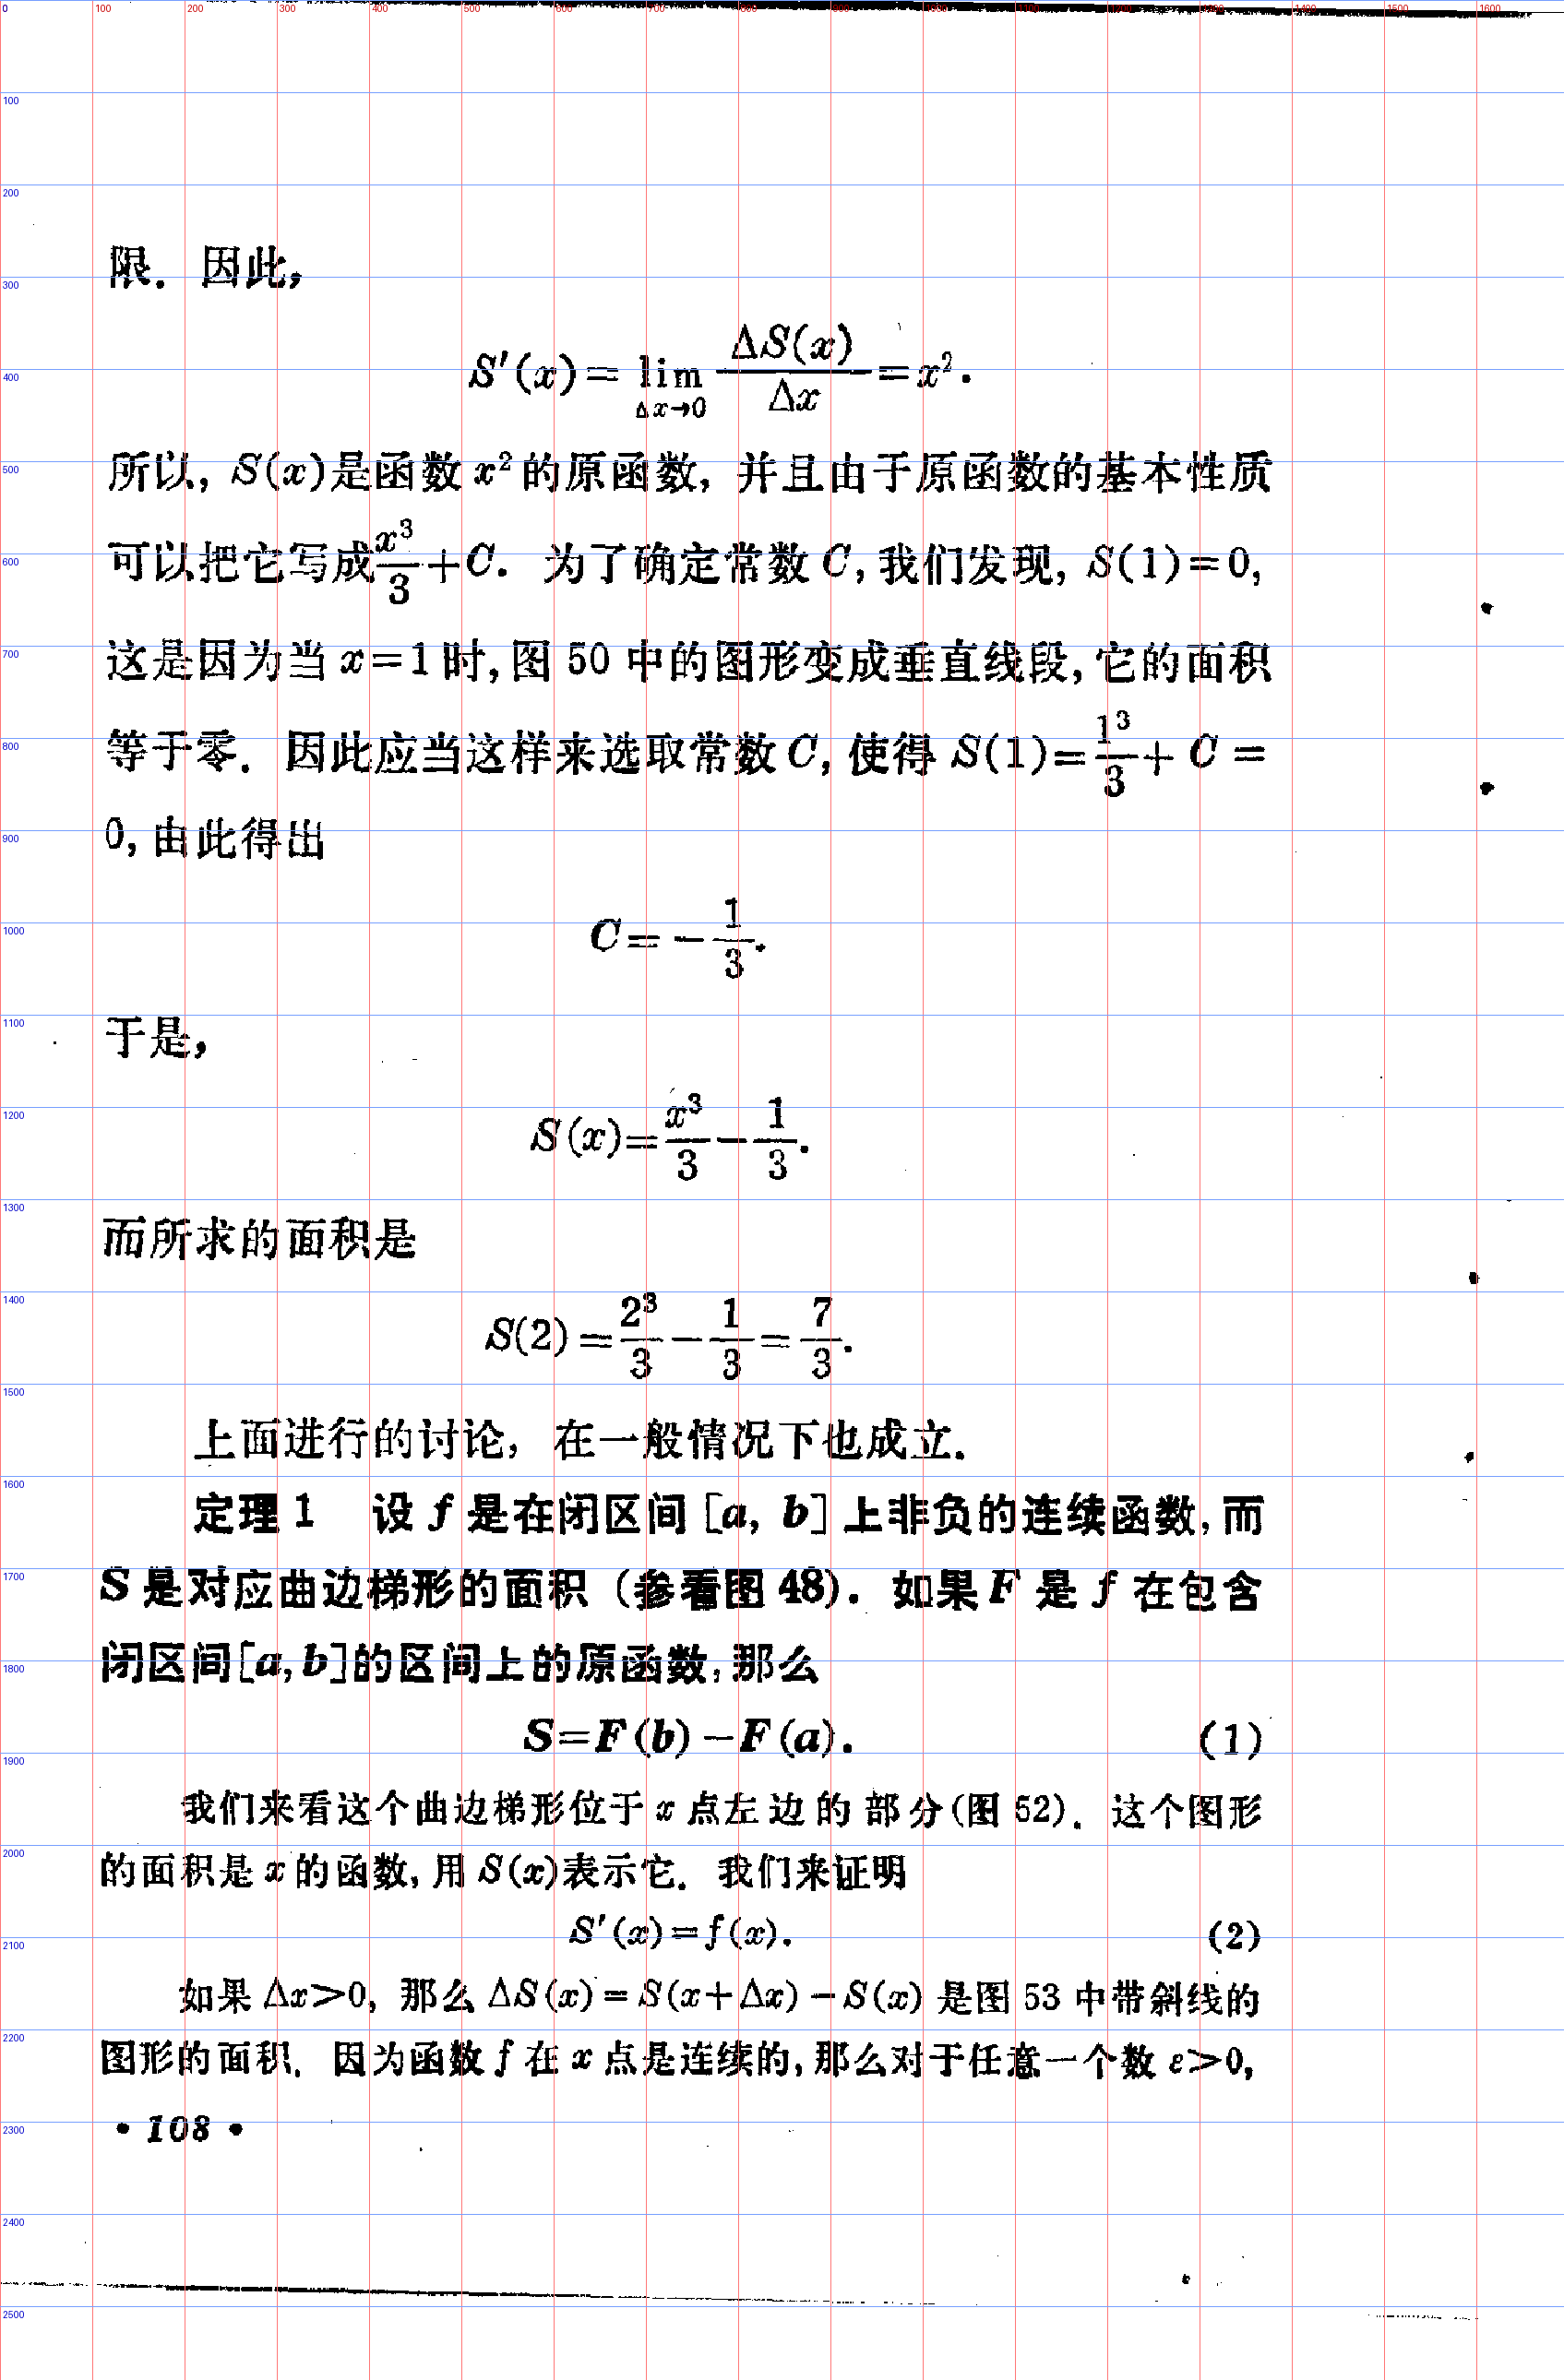 限. 因此,
S′(x) = lim_{Δx→0} ΔS(x)/Δx = x².
所以, S(x)是函数 x² 的原函数, 并且由于原函数的基本性质
可以把它写成 x³/3 + C. 为了确定常数 C, 我们发现, S(1)=0,
这是因为当 x=1 时, 图 50 中的图形变成垂直线段, 它的面积
等于零. 因此应当这样来选取常数 C, 使得 S(1) = 1³/3 + C =
0, 由此得出
C = − 1/3.
于是,
S(x) = x³/3 − 1/3.
而所求的面积是
S(2) = 2³/3 − 1/3 = 7/3.
上面进行的讨论, 在一般情况下也成立.
定理 1 设 f 是在闭区间 [a, b] 上非负的连续函数, 而
S 是对应曲边梯形的面积 (参看图 48). 如果 F 是 f 在包含
闭区间[a, b]的区间上的原函数, 那么
S=F(b)−F(a). (1)
我们来看这个曲边梯形位于 x 点左边的部分(图 52). 这个图形
的面积是 x 的函数, 用 S(x)表示它. 我们来证明
S′(x)=f(x). (2)
如果 Δx>0, 那么 ΔS(x)=S(x+Δx)−S(x) 是图 53 中带斜线的
图形的面积. 因为函数 f 在 x 点是连续的, 那么对于任意一个数 ε>0,
• 108 •